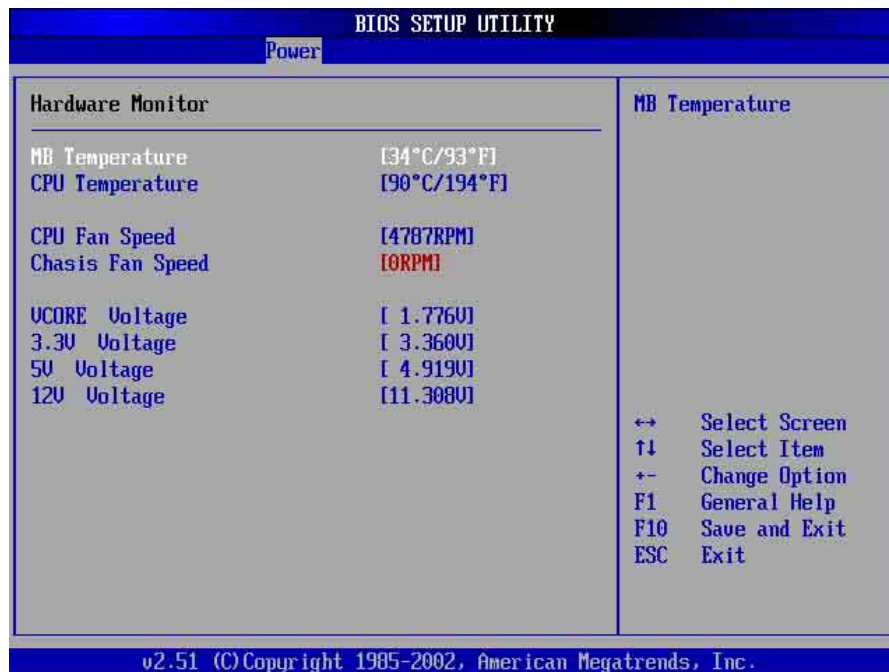 BIOS SETUP UTILITY
Power
Hardware Monitor
MB Temperature [34°C/93°F]
CPU Temperature [90°C/194°F]
CPU Fan Speed [4787RPM]
Chasis Fan Speed [0RPM]
VCORE Voltage [ 1.776V]
3.3V Voltage [ 3.360V]
5V Voltage [ 4.919V]
12V Voltage [11.308V]
MB Temperature
←→ Select Screen
↑↓ Select Item
+- Change Option
F1 General Help
F10 Save and Exit
ESC Exit
v2.51 (C)Copyright 1985-2002, American Megatrends, Inc.